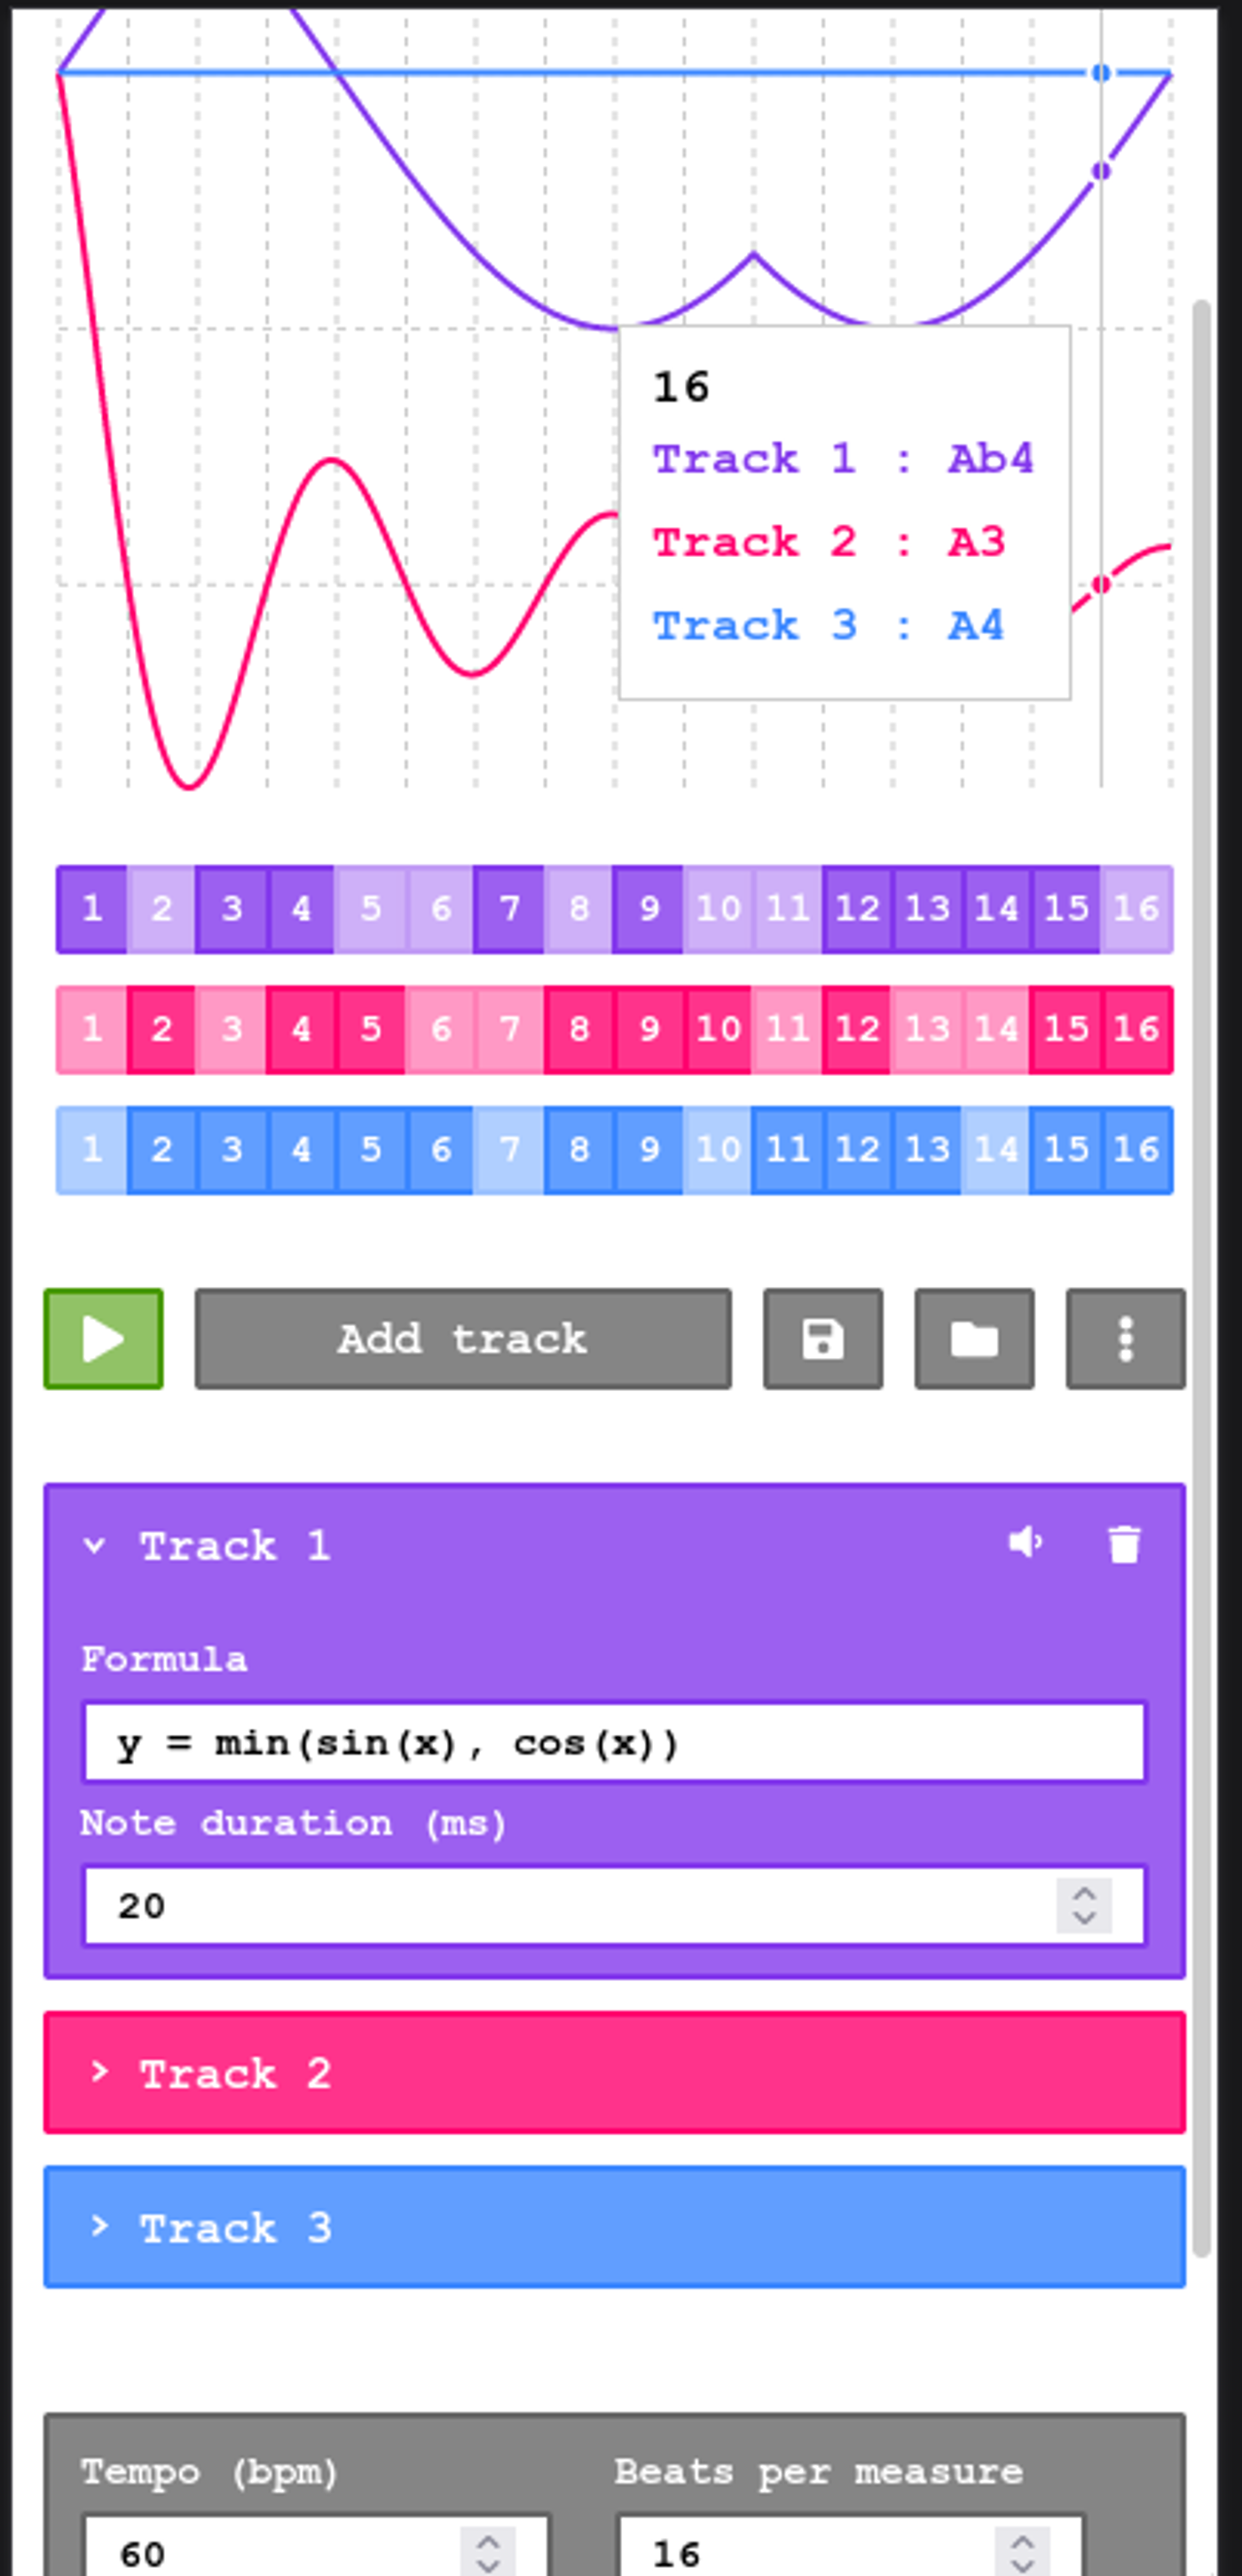 16
Track 1 : Ab4
Track 2 : A3
Track 3 : A4
1 2 3 4 5 6 7 8 9 10 11 12 13 14 15 16
1 2 3 4 5 6 7 8 9 10 11 12 13 14 15 16
1 2 3 4 5 6 7 8 9 10 11 12 13 14 15 16
Add track
Track 1
Formula
y = min(sin(x), cos(x))
Note duration (ms)
20
Track 2
Track 3
Tempo (bpm) Beats per measure
60 16